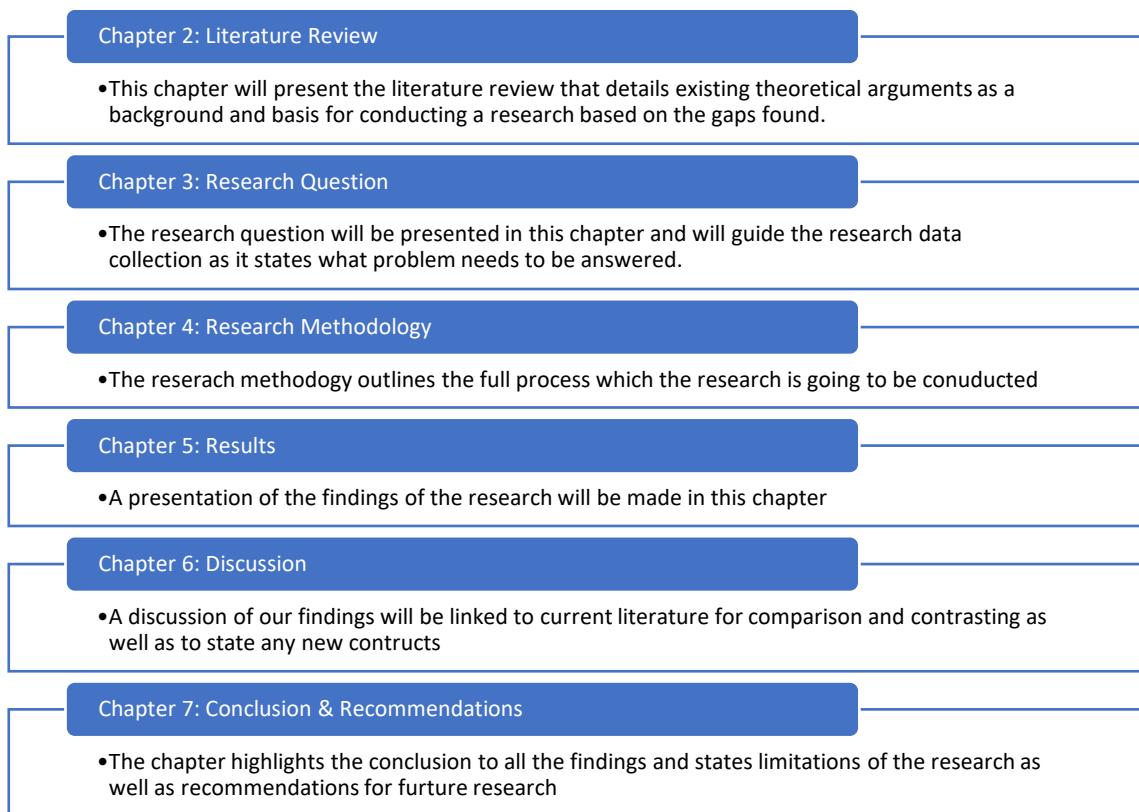 Chapter 2: Literature Review
•This chapter will present the literature review that details existing theoretical arguments as a
background and basis for conducting a research based on the gaps found.
Chapter 3: Research Question
•The research question will be presented in this chapter and will guide the research data
collection as it states what problem needs to be answered.
Chapter 4: Research Methodology
•The reserach methodogy outlines the full process which the research is going to be conuducted
Chapter 5: Results
•A presentation of the findings of the research will be made in this chapter
Chapter 6: Discussion
•A discussion of our findings will be linked to current literature for comparison and contrasting as
well as to state any new contructs
Chapter 7: Conclusion & Recommendations
•The chapter highlights the conclusion to all the findings and states limitations of the research as
well as recommendations for furture research